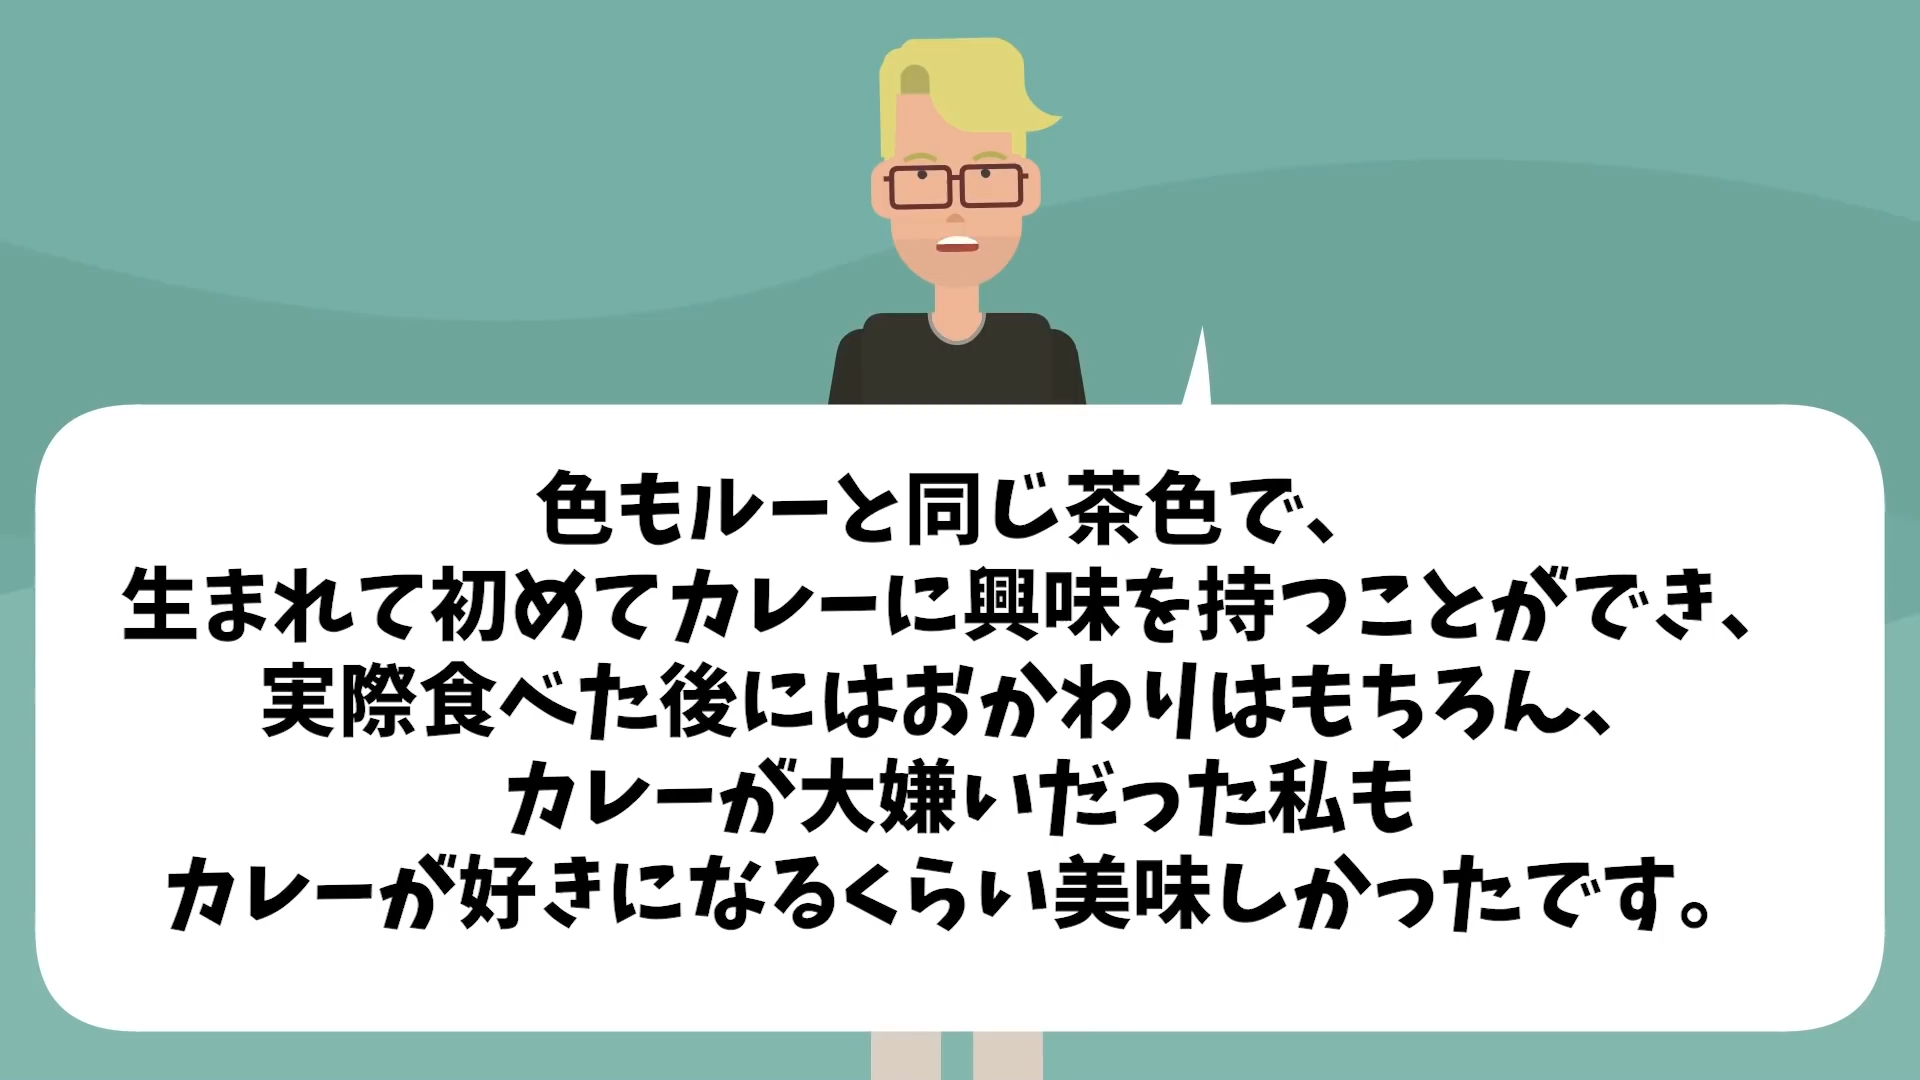 色もルーと同じ茶色で、
生まれて初めてカレーに興味を持つことができ、
実際食べた後にはおかわりはもちろん、
カレーが大嫌いだった私も
カレーが好きになるくらい美味しかったです。